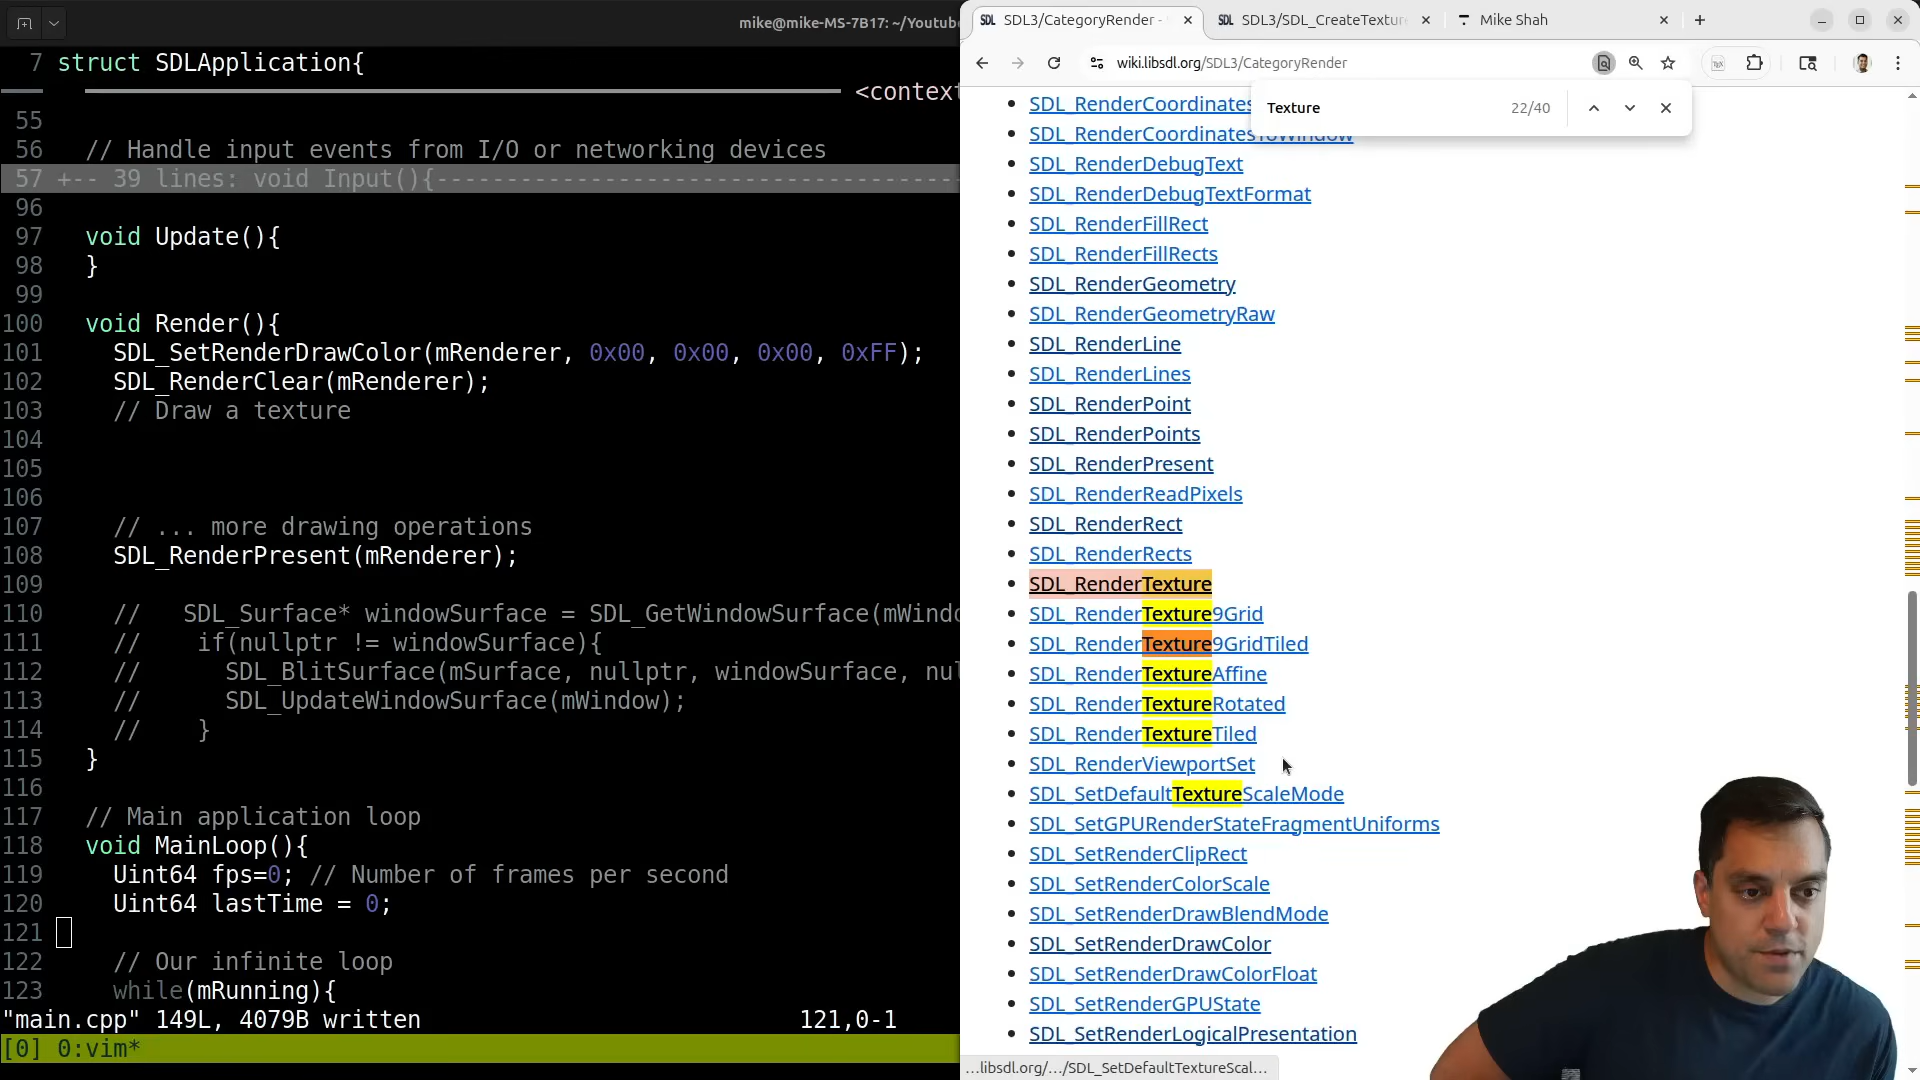 mike@mike-MS-7B17: ~/Youtub
7 struct SDLApplication{
<contex
55
56 // Handle input events from I/O or networking devices
57 +-- 39 lines: void Input(){----------------------------------------
96
97 void Update(){
98 }
99
100 void Render(){
101 SDL_SetRenderDrawColor(mRenderer, 0x00, 0x00, 0x00, 0xFF);
102 SDL_RenderClear(mRenderer);
103 // Draw a texture
104
105
106
107 // ... more drawing operations
108 SDL_RenderPresent(mRenderer);
109
110 // SDL_Surface* windowSurface = SDL_GetWindowSurface(mWindo
111 // if(nullptr != windowSurface){
112 // SDL_BlitSurface(mSurface, nullptr, windowSurface, nul
113 // SDL_UpdateWindowSurface(mWindow);
114 // }
115 }
116
117 // Main application loop
118 void MainLoop(){
119 Uint64 fps=0; // Number of frames per second
120 Uint64 lastTime = 0;
121
122 // Our infinite loop
123 while(mRunning){
"main.cpp" 149L, 4079B written 121,0-1
[0] 0:vim*
SDL SDL3/CategoryRender - SDL SDL3/SDL_CreateTextur Mike Shah
wiki.libsdl.org/SDL3/CategoryRender
Texture 22/40
SDL_RenderCoordinates
SDL_RenderCoordinatesToWindow
SDL_RenderDebugText
SDL_RenderDebugTextFormat
SDL_RenderFillRect
SDL_RenderFillRects
SDL_RenderGeometry
SDL_RenderGeometryRaw
SDL_RenderLine
SDL_RenderLines
SDL_RenderPoint
SDL_RenderPoints
SDL_RenderPresent
SDL_RenderReadPixels
SDL_RenderRect
SDL_RenderRects
SDL_RenderTexture
SDL_RenderTexture9Grid
SDL_RenderTexture9GridTiled
SDL_RenderTextureAffine
SDL_RenderTextureRotated
SDL_RenderTextureTiled
SDL_RenderViewportSet
SDL_SetDefaultTextureScaleMode
SDL_SetGPURenderStateFragmentUniforms
SDL_SetRenderClipRect
SDL_SetRenderColorScale
SDL_SetRenderDrawBlendMode
SDL_SetRenderDrawColor
SDL_SetRenderDrawColorFloat
SDL_SetRenderGPUState
SDL_SetRenderLogicalPresentation
...libsdl.org/.../SDL_SetDefaultTextureScal...